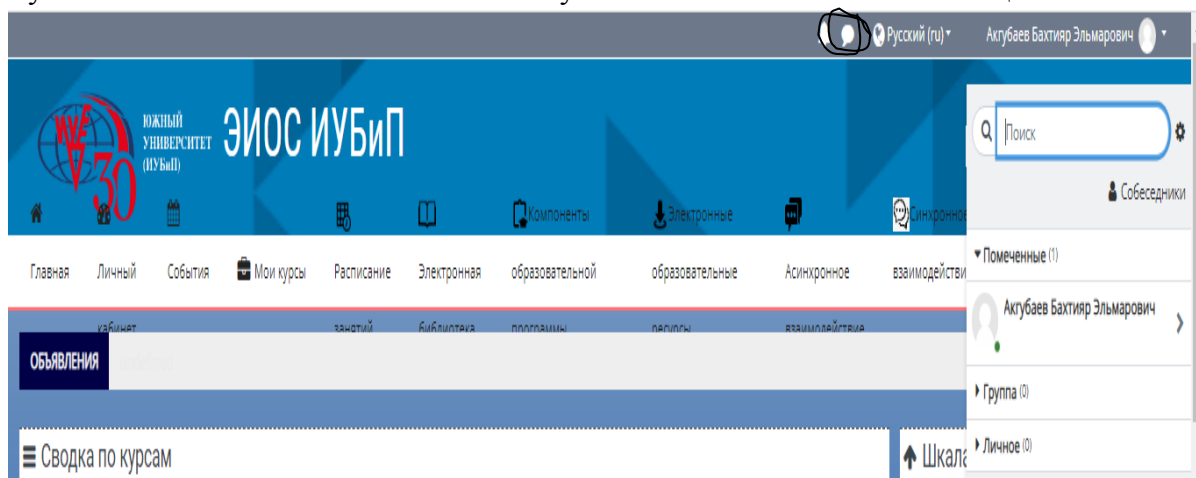 Русский (ru)
Акгубаев Бахтияр Эльмарович
ИУБиП
30
ЮЖНЫЙ
УНИВЕРСИТЕТ
(ИУБиП)
ЭИОС ИУБиП
Поиск
Собеседники
Компоненты
Электронные
Синхронное
Главная
Личный
События
Мои курсы
Расписание
Электронная
образовательной
образовательные
Асинхронное
взаимодействи
кабинет
занятий
библиотека
программы
ресурсы
взаимодействие
Помеченные (1)
Акгубаев Бахтияр Эльмарович
ОБЪЯВЛЕНИЯ
Группа (0)
Сводка по курсам
Шкала
Личное (0)